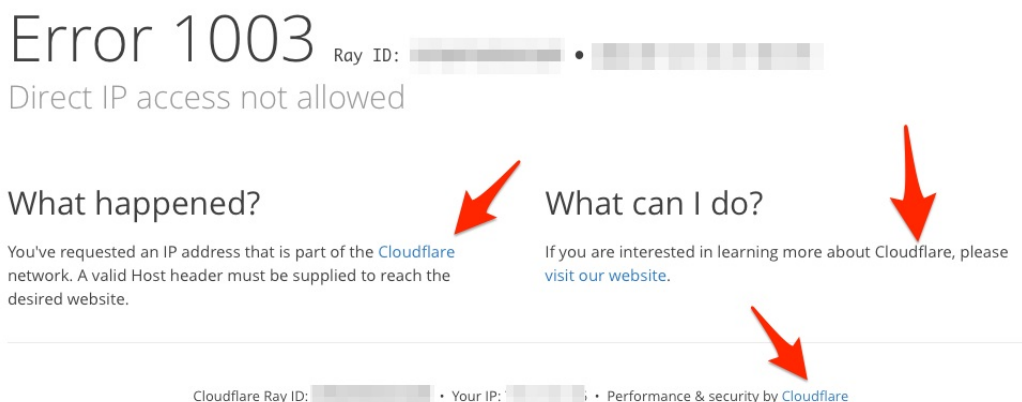 Error 1003 Ray ID: •
Direct IP access not allowed
What happened?
You've requested an IP address that is part of the Cloudflare
network. A valid Host header must be supplied to reach the
desired website.
What can I do?
If you are interested in learning more about Cloudflare, please
visit our website.
Cloudflare Ray ID: • Your IP: • Performance & security by Cloudflare